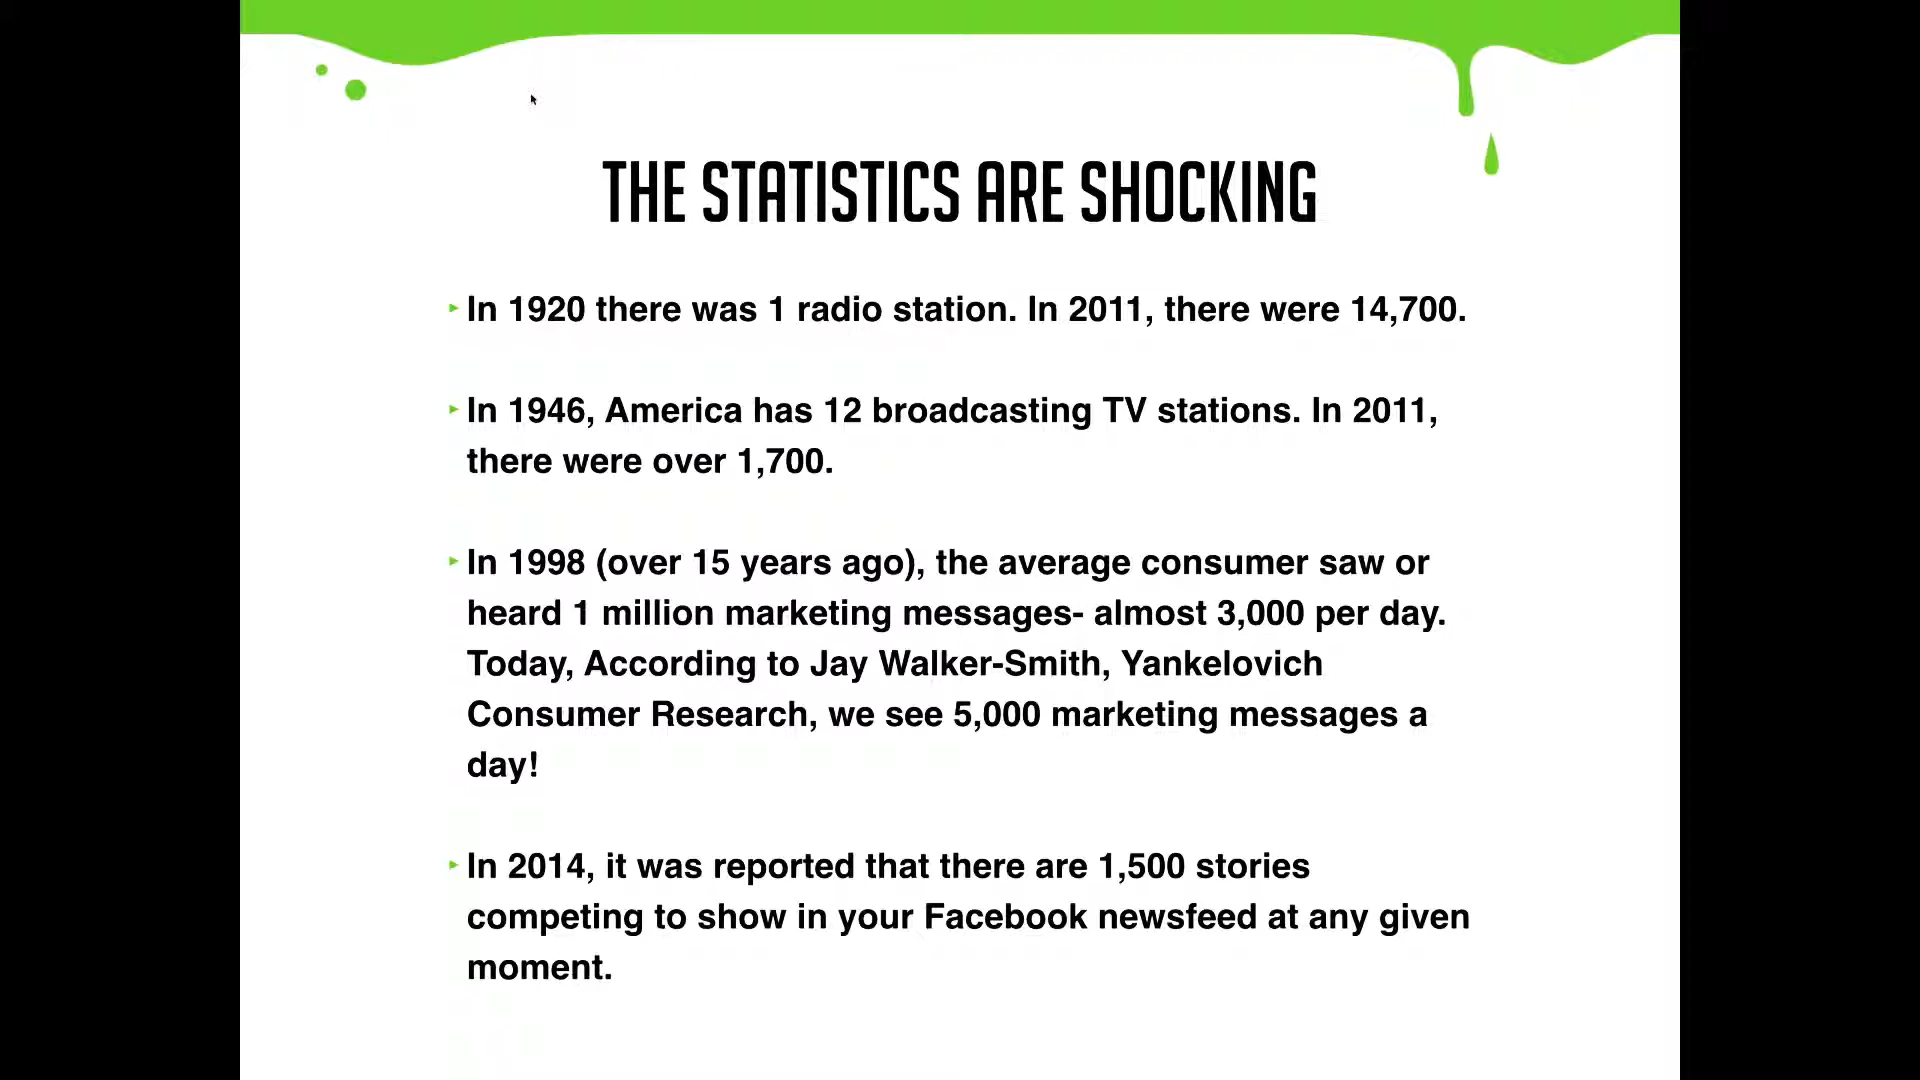 THE STATISTICS ARE SHOCKING
In 1920 there was 1 radio station. In 2011, there were 14,700.
In 1946, America has 12 broadcasting TV stations. In 2011,
there were over 1,700.
In 1998 (over 15 years ago), the average consumer saw or
heard 1 million marketing messages- almost 3,000 per day.
Today, According to Jay Walker-Smith, Yankelovich
Consumer Research, we see 5,000 marketing messages a
day!
In 2014, it was reported that there are 1,500 stories
competing to show in your Facebook newsfeed at any given
moment.